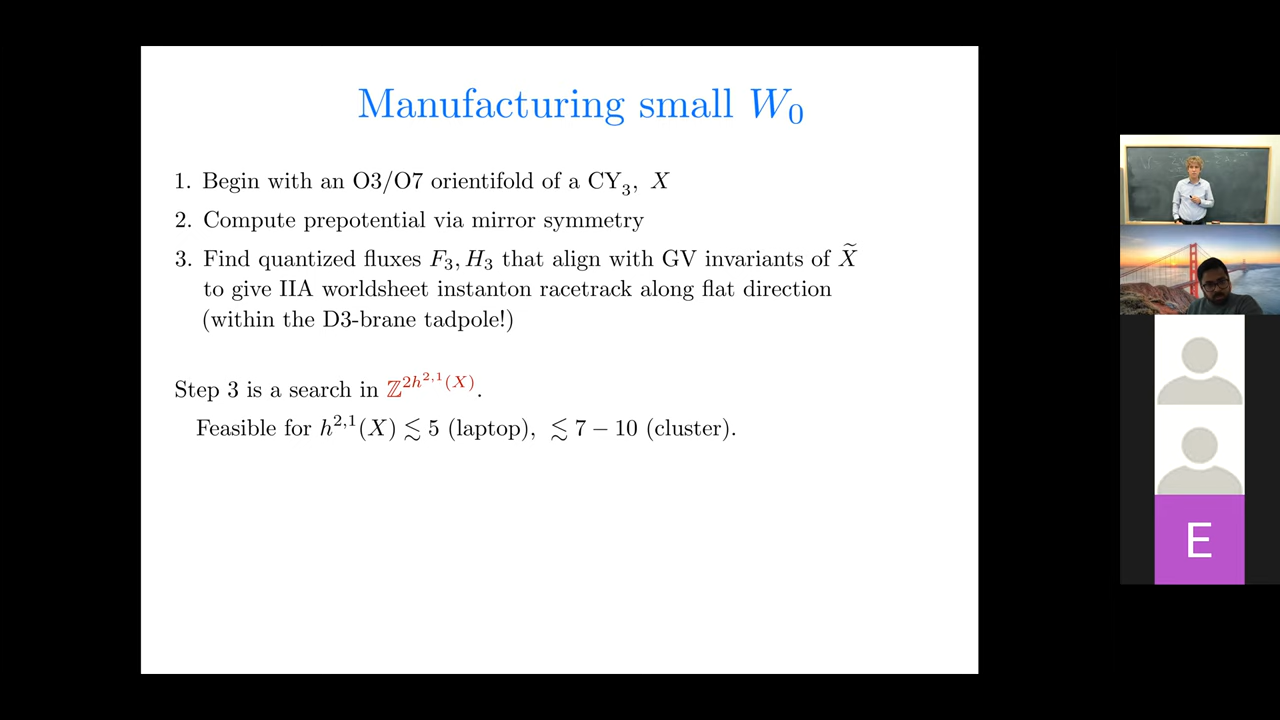 Manufacturing small W₀
1. Begin with an O3/O7 orientifold of a CY₃, X
2. Compute prepotential via mirror symmetry
3. Find quantized fluxes F₃, H₃ that align with GV invariants of X̃
to give IIA worldsheet instanton racetrack along flat direction
(within the D3-brane tadpole!)
Step 3 is a search in ℤ^{2h^{2,1}(X)}.
Feasible for h^{2,1}(X) ≲ 5 (laptop), ≲ 7 − 10 (cluster).
E